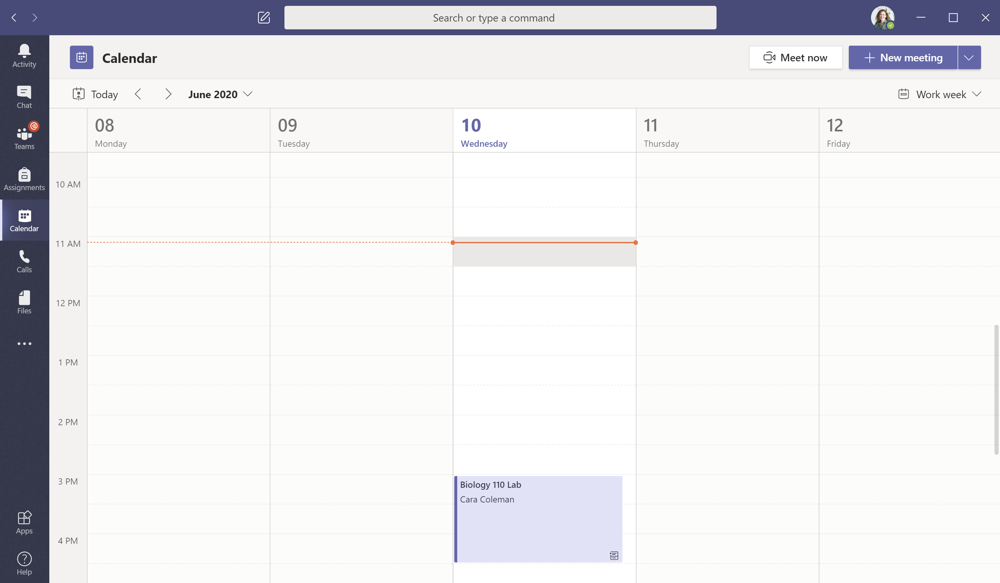 Search or type a command
Activity
Chat
@
Teams
Assignments
Calendar
Calls
Files
Apps
? Help
Calendar
Meet now
New meeting
Today
June 2020
Work week
08
Monday
09
Tuesday
10
Wednesday
11
Thursday
12
Friday
10 AM
11 AM
12 PM
1 PM
2 PM
3 PM
4 PM
Biology 110 Lab
Cara Coleman